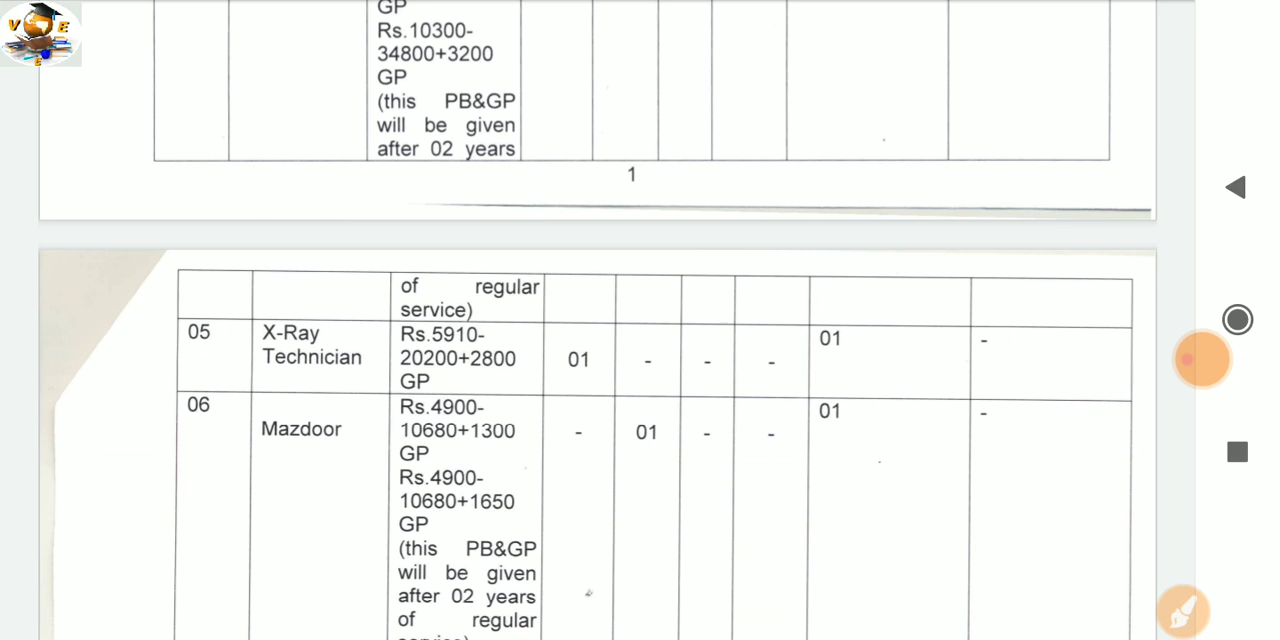 V E
E
GP
Rs.10300-
34800+3200
GP
(this PB&GP
will be given
after 02 years
1
of regular
service)
05 X-Ray Technician Rs.5910-
20200+2800
GP
01 - - - 01 -
06 Mazdoor Rs.4900-
10680+1300
GP
- 01 - - 01 -
Rs.4900-
10680+1650
GP
(this PB&GP
will be given
after 02 years
of regular
service)